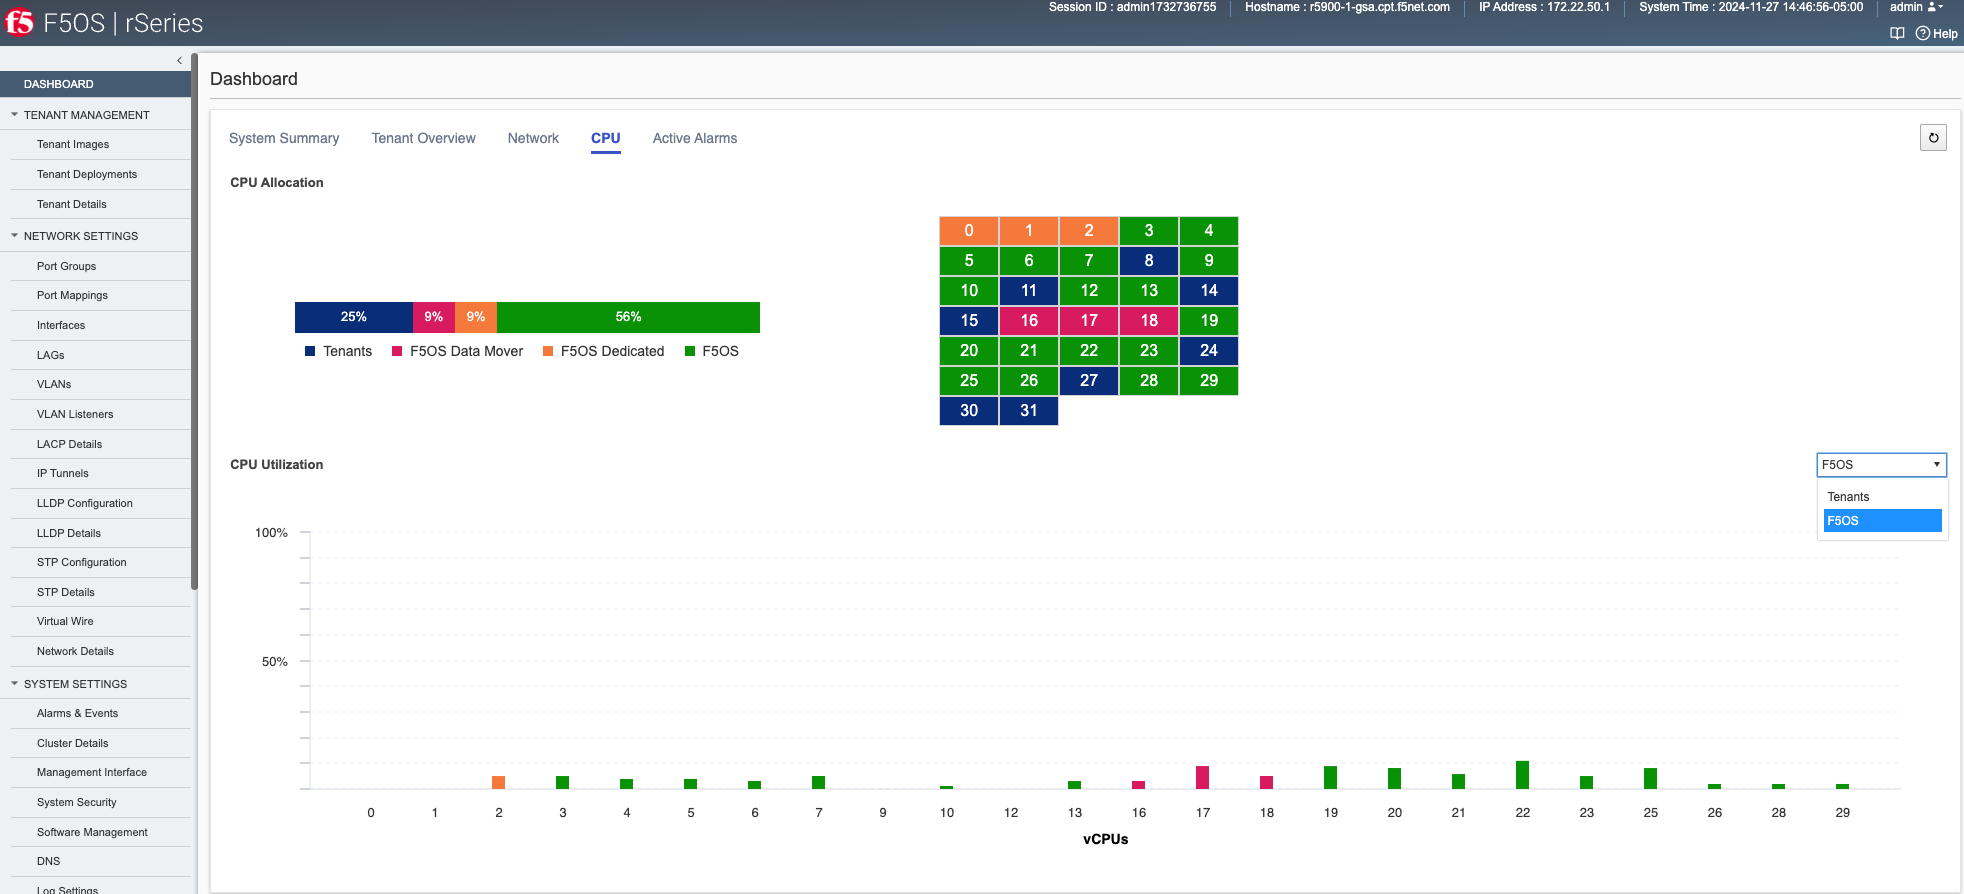 Session ID : admin1732736755 Hostname : r5900-1-gsa.cpt.f5net.com IP Address : 172.22.50.1 System Time : 2024-11-27 14:46:56-05:00 admin
f5 F5OS | rSeries
Help
DASHBOARD
TENANT MANAGEMENT
Tenant Images
Tenant Deployments
Tenant Details
NETWORK SETTINGS
Port Groups
Port Mappings
Interfaces
LAGs
VLANs
VLAN Listeners
LACP Details
IP Tunnels
LLDP Configuration
LLDP Details
STP Configuration
STP Details
Virtual Wire
Network Details
SYSTEM SETTINGS
Alarms & Events
Cluster Details
Management Interface
System Security
Software Management
DNS
Log Settings
Dashboard
System Summary Tenant Overview Network CPU Active Alarms
CPU Allocation
25% 9% 9% 56%
Tenants F5OS Data Mover F5OS Dedicated F5OS
0 1 2 3 4
5 6 7 8 9
10 11 12 13 14
15 16 17 18 19
20 21 22 23 24
25 26 27 28 29
30 31
CPU Utilization
F5OS
Tenants
F5OS
100%
50%
0 1 2 3 4 5 6 7 9 10 12 13 16 17 18 19 20 21 22 23 25 26 28 29
vCPUs